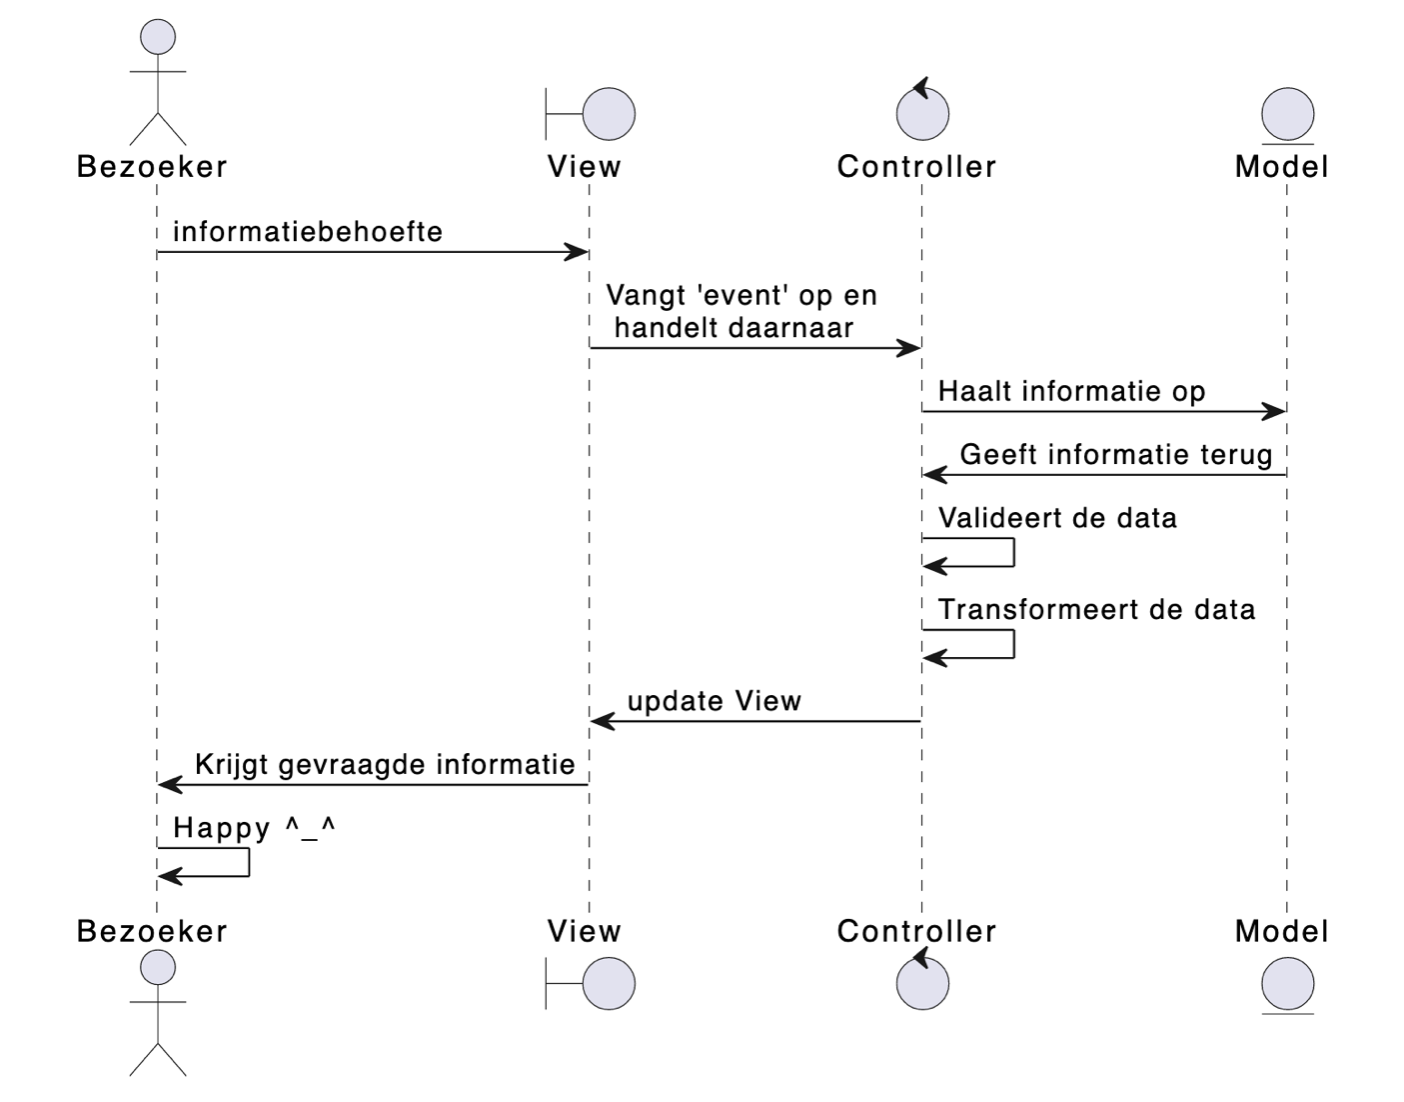 Bezoeker
View
Controller
Model
informatiebehoefte
Vangt 'event' op en
handelt daarnaar
Haalt informatie op
Geeft informatie terug
Valideert de data
Transformeert de data
update View
Krijgt gevraagde informatie
Happy ^_^
Bezoeker
View
Controller
Model